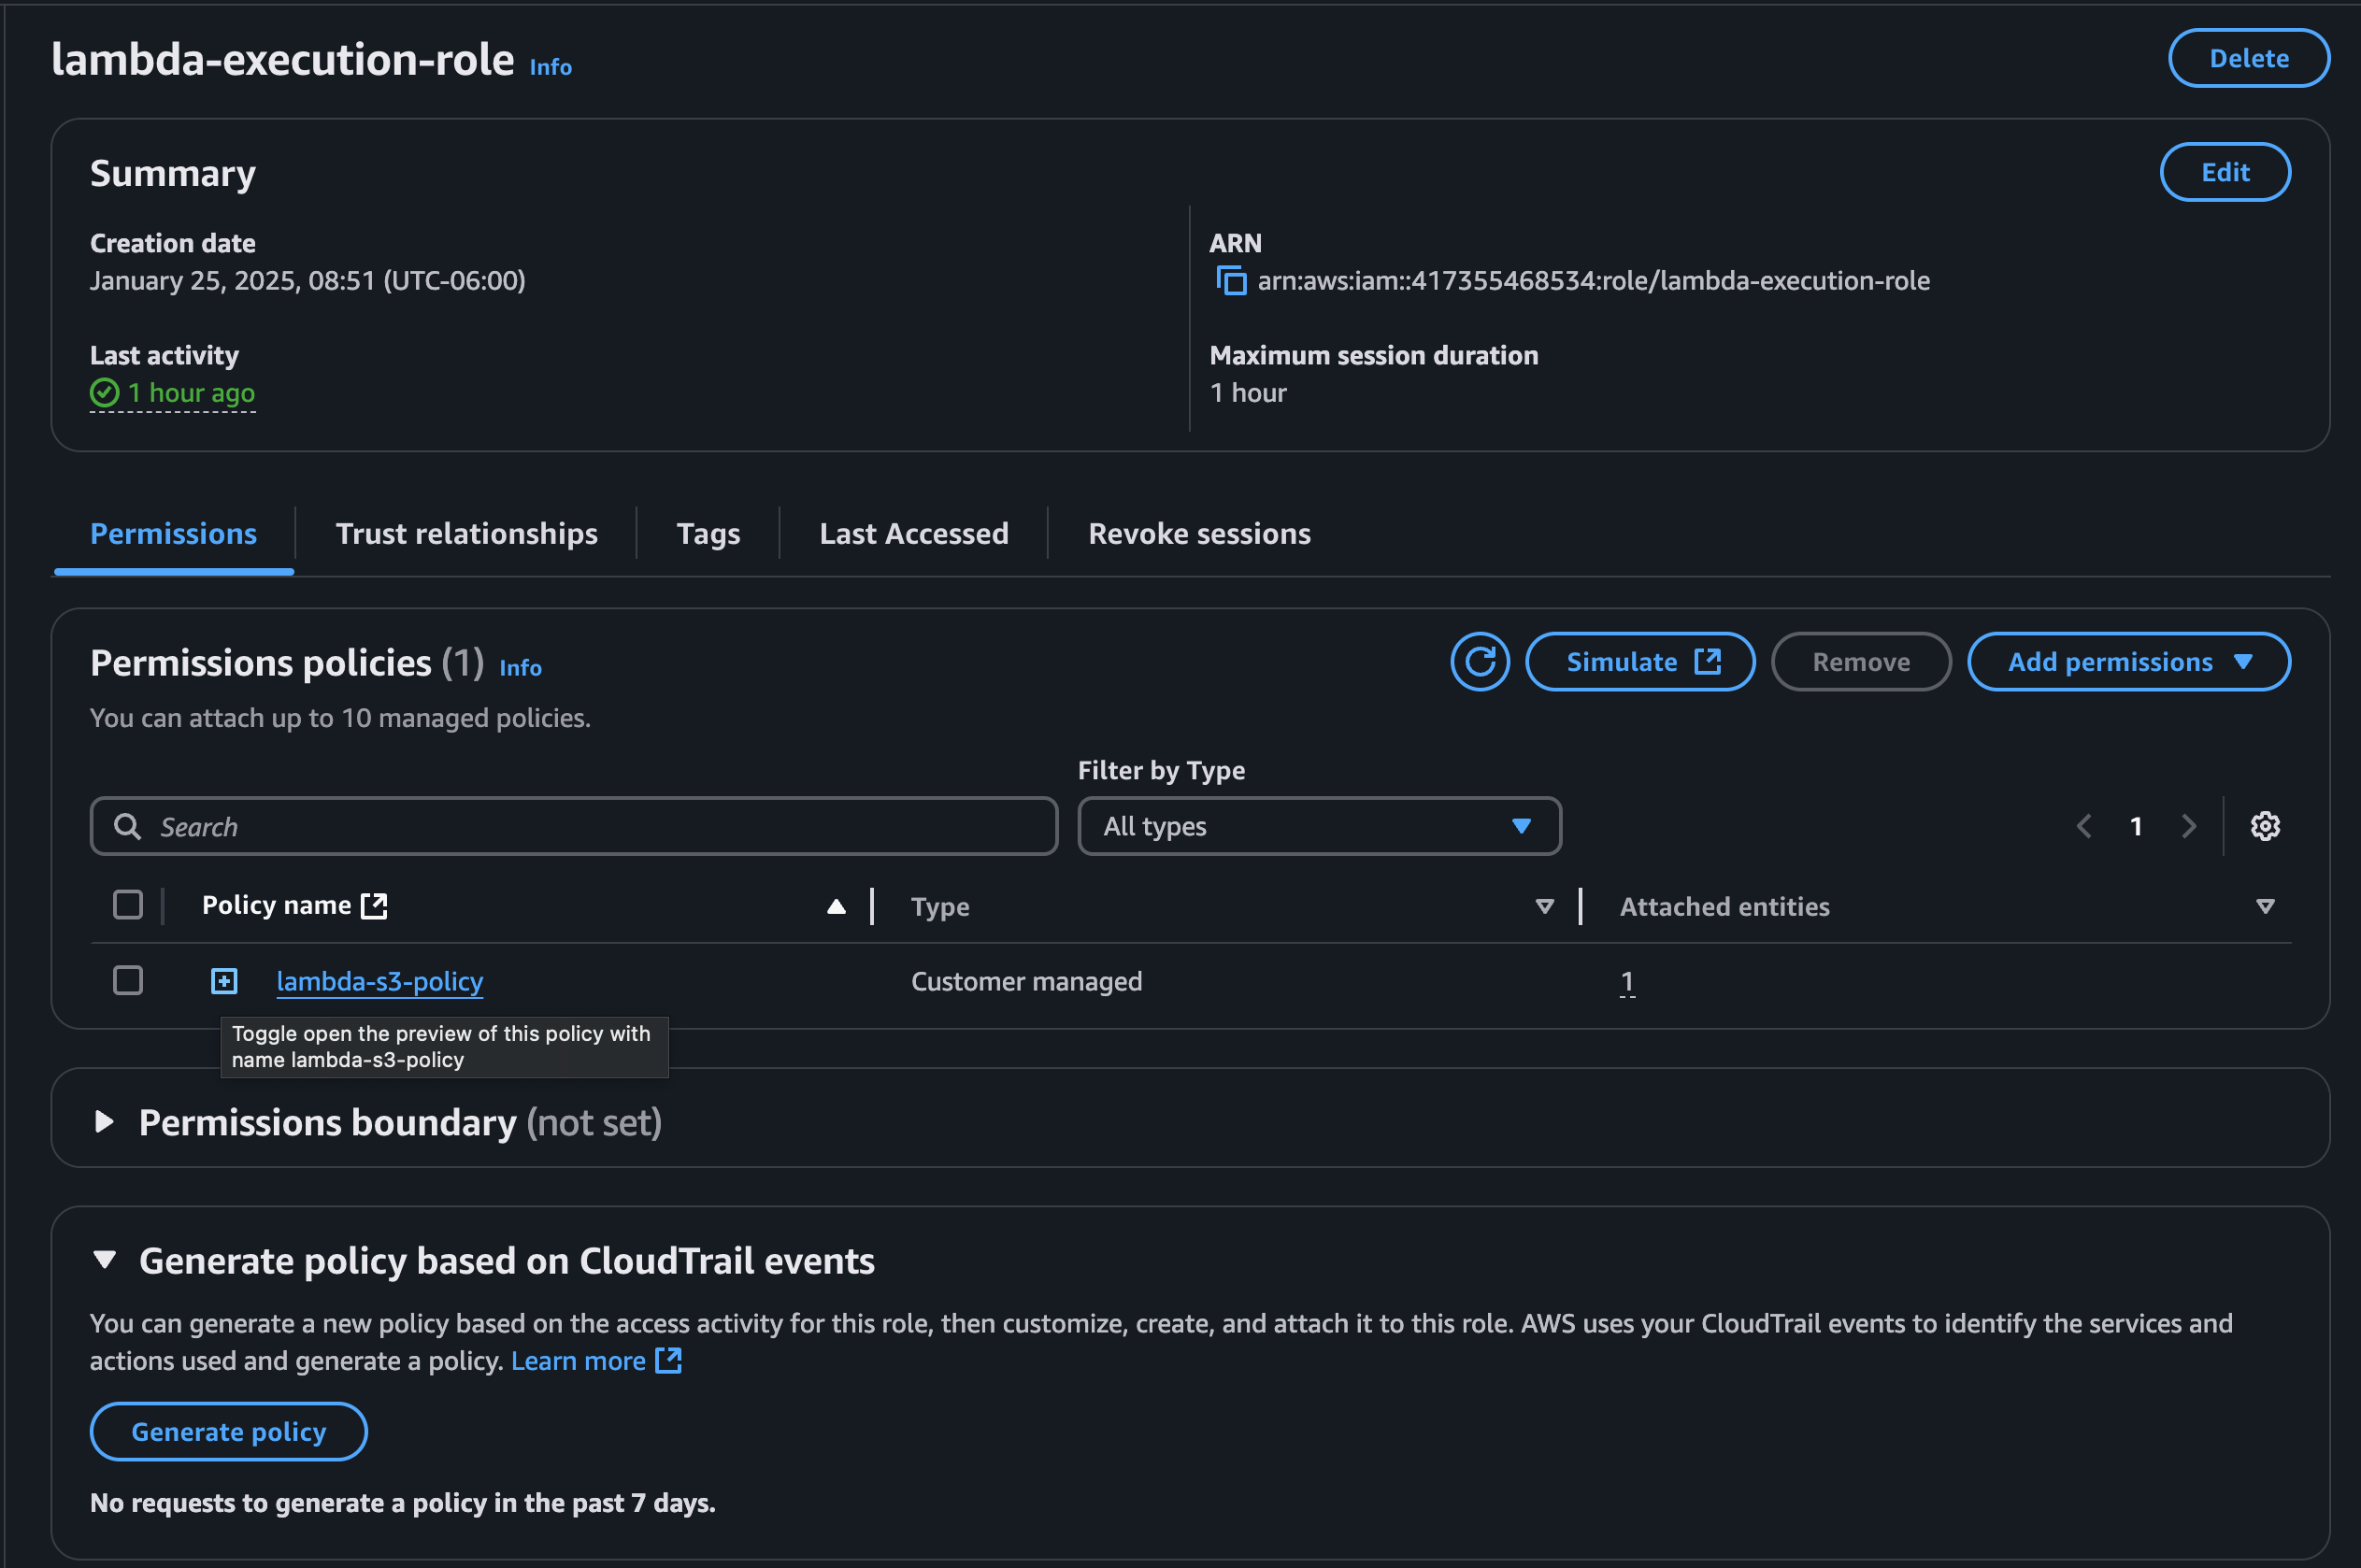 lambda-execution-role Info
Delete
Summary
Edit
Creation date
January 25, 2025, 08:51 (UTC-06:00)
ARN
arn:aws:iam::417355468534:role/lambda-execution-role
Last activity
1 hour ago
Maximum session duration
1 hour
Permissions
Trust relationships
Tags
Last Accessed
Revoke sessions
Permissions policies (1) Info
Simulate
Remove
Add permissions
You can attach up to 10 managed policies.
Filter by Type
Search
All types
1
Policy name
Type
Attached entities
lambda-s3-policy
Customer managed
1
Toggle open the preview of this policy with
name lambda-s3-policy
Permissions boundary (not set)
Generate policy based on CloudTrail events
You can generate a new policy based on the access activity for this role, then customize, create, and attach it to this role. AWS uses your CloudTrail events to identify the services and
actions used and generate a policy. Learn more
Generate policy
No requests to generate a policy in the past 7 days.